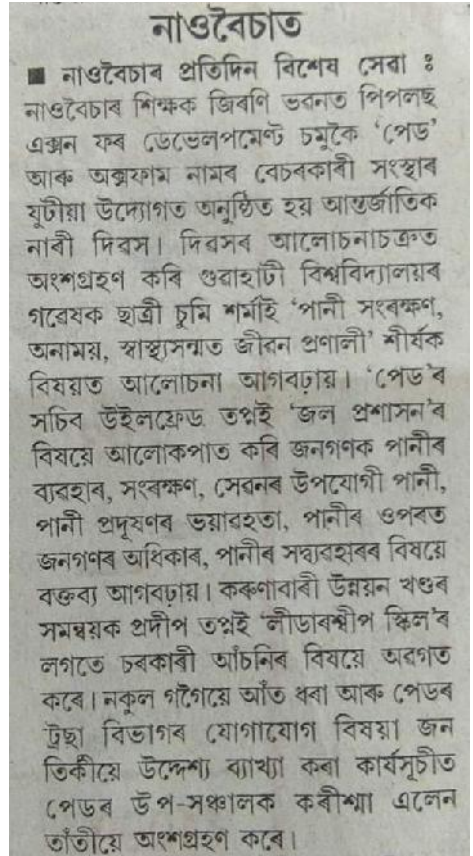 নাওবৈচাত
■ নাওবৈচাৰ প্ৰতিদিন বিশেষ সেৱা ঃ
নাওবৈচাৰ শিক্ষক জিৰণি ভৱনত পিপলছ
এক্সন ফৰ ডেভেলপমেন্ট চমুকৈ ‘পেড’
আৰু অক্সফাম নামৰ বেচৰকাৰী সংস্থাৰ
যুটীয়া উদ্যোগত অনুষ্ঠিত হয় আন্তৰ্জাতিক
নাৰী দিৱস। দিৱসৰ আলোচনাচক্ৰত
অংশগ্ৰহণ কৰি গুৱাহাটী বিশ্ববিদ্যালয়ৰ
গৱেষক ছাত্ৰী চুমি শৰ্মাই ‘পানী সংৰক্ষণ,
অনাময়, স্বাস্থ্যসন্মত জীৱন প্ৰণালী’ শীৰ্ষক
বিষয়ত আলোচনা আগবঢ়ায়। ‘পেড’ৰ
সচিব উইলফ্ৰেড তপ্নই ‘জল প্ৰশাসন’ৰ
বিষয়ে আলোকপাত কৰি জনগণক পানীৰ
ব্যৱহাৰ, সংৰক্ষণ, সেৱনৰ উপযোগী পানী,
পানী প্ৰদূষণৰ ভয়াৱহতা, পানীৰ ওপৰত
জনগণৰ অধিকাৰ, পানীৰ সদ্ব্যৱহাৰৰ বিষয়ে
বক্তব্য আগবঢ়ায়। কৰুণাবাৰী উন্নয়ন খণ্ডৰ
সমন্বয়ক প্ৰদীপ তপ্নই ‘লীডাৰশ্বীপ স্কিল’ৰ
লগতে চৰকাৰী আঁচনিৰ বিষয়ে অৱগত
কৰে। নকুল গগৈয়ে আঁত ধৰা আৰু পেডৰ
ট্ৰছা বিভাগৰ যোগাযোগ বিষয়া জন
তিৰ্কীয়ে উদ্দেশ্য ব্যাখ্যা কৰা কাৰ্যসূচীত
পেডৰ উপ-সঞ্চালক কৰীশ্মা এলেন
তাঁতীয়ে অংশগ্ৰহণ কৰে।